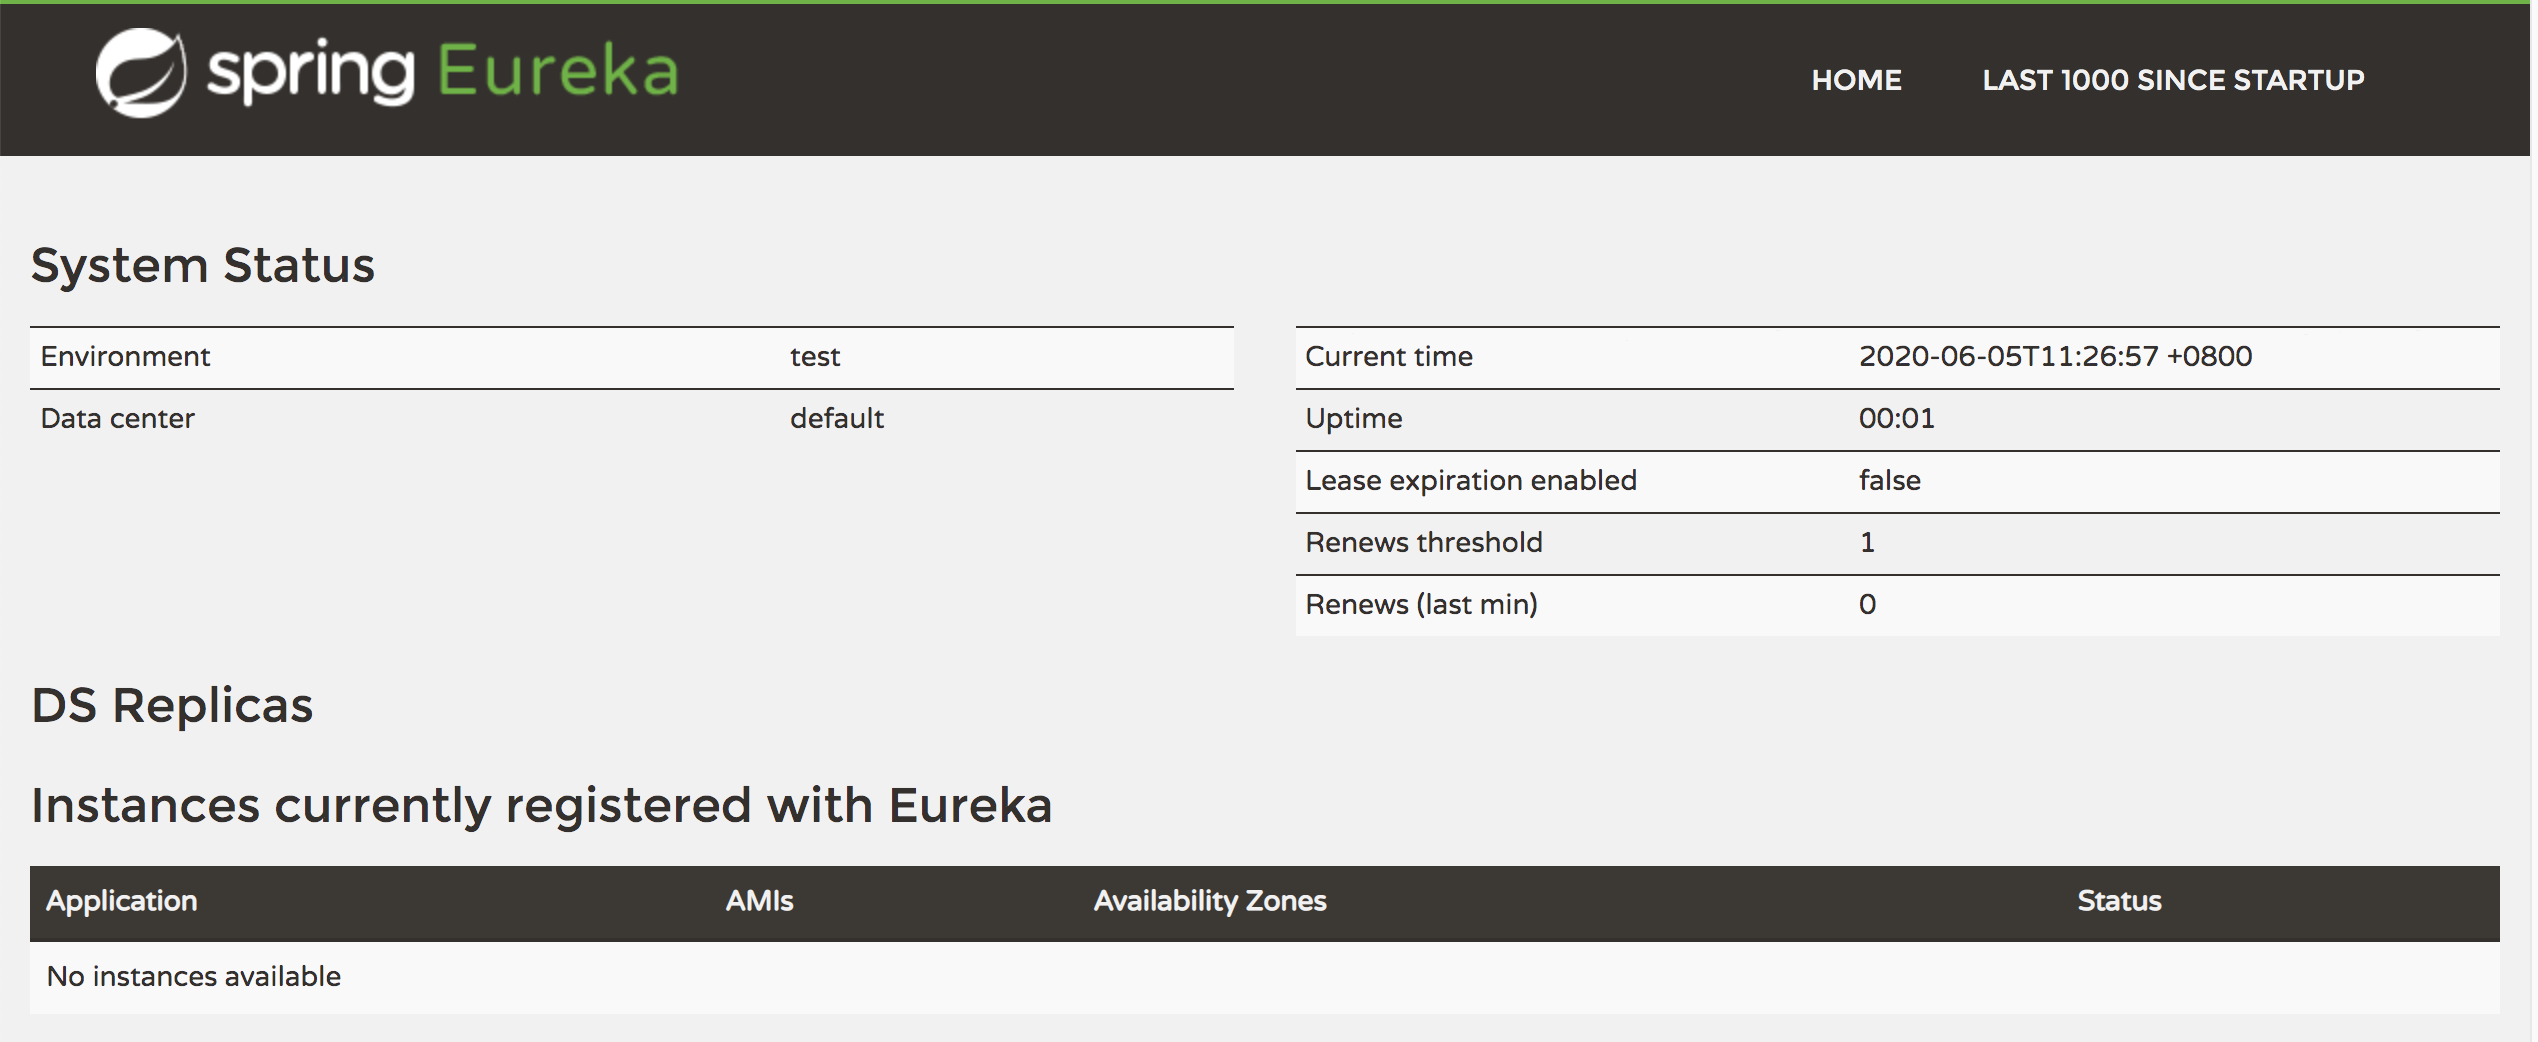 spring Eureka
HOME LAST 1000 SINCE STARTUP
System Status
Environment test
Data center default
Current time 2020-06-05T11:26:57 +0800
Uptime 00:01
Lease expiration enabled false
Renews threshold 1
Renews (last min) 0
DS Replicas
Instances currently registered with Eureka
Application AMIs Availability Zones Status
No instances available